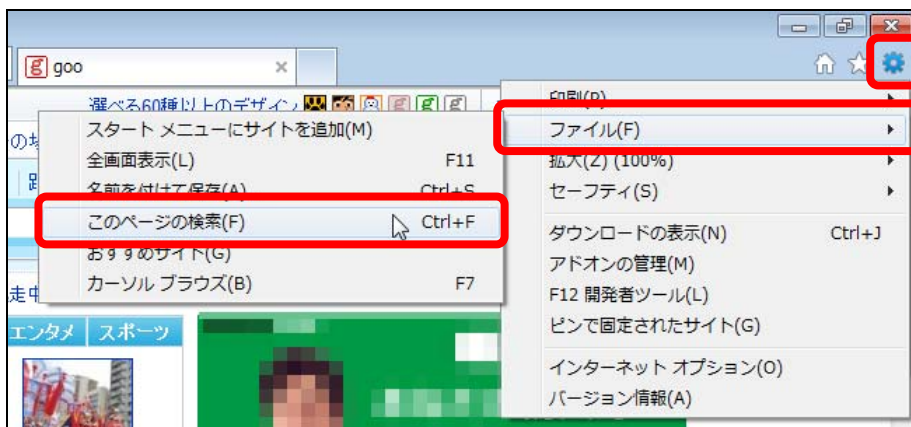 goo
選べる60種以上のデザイン
印刷(P)
ファイル(F)
拡大(Z) (100%)
セーフティ(S)
ダウンロードの表示(N) Ctrl+J
アドオンの管理(M)
F12 開発者ツール(L)
ピンで固定されたサイト(G)
インターネット オプション(O)
バージョン情報(A)
スタート メニューにサイトを追加(M)
全画面表示(L) F11
名前を付けて保存(A) Ctrl+S
このページの検索(F) Ctrl+F
おすすめサイト(G)
カーソル ブラウズ(B) F7
走中
エンタメ スポーツ